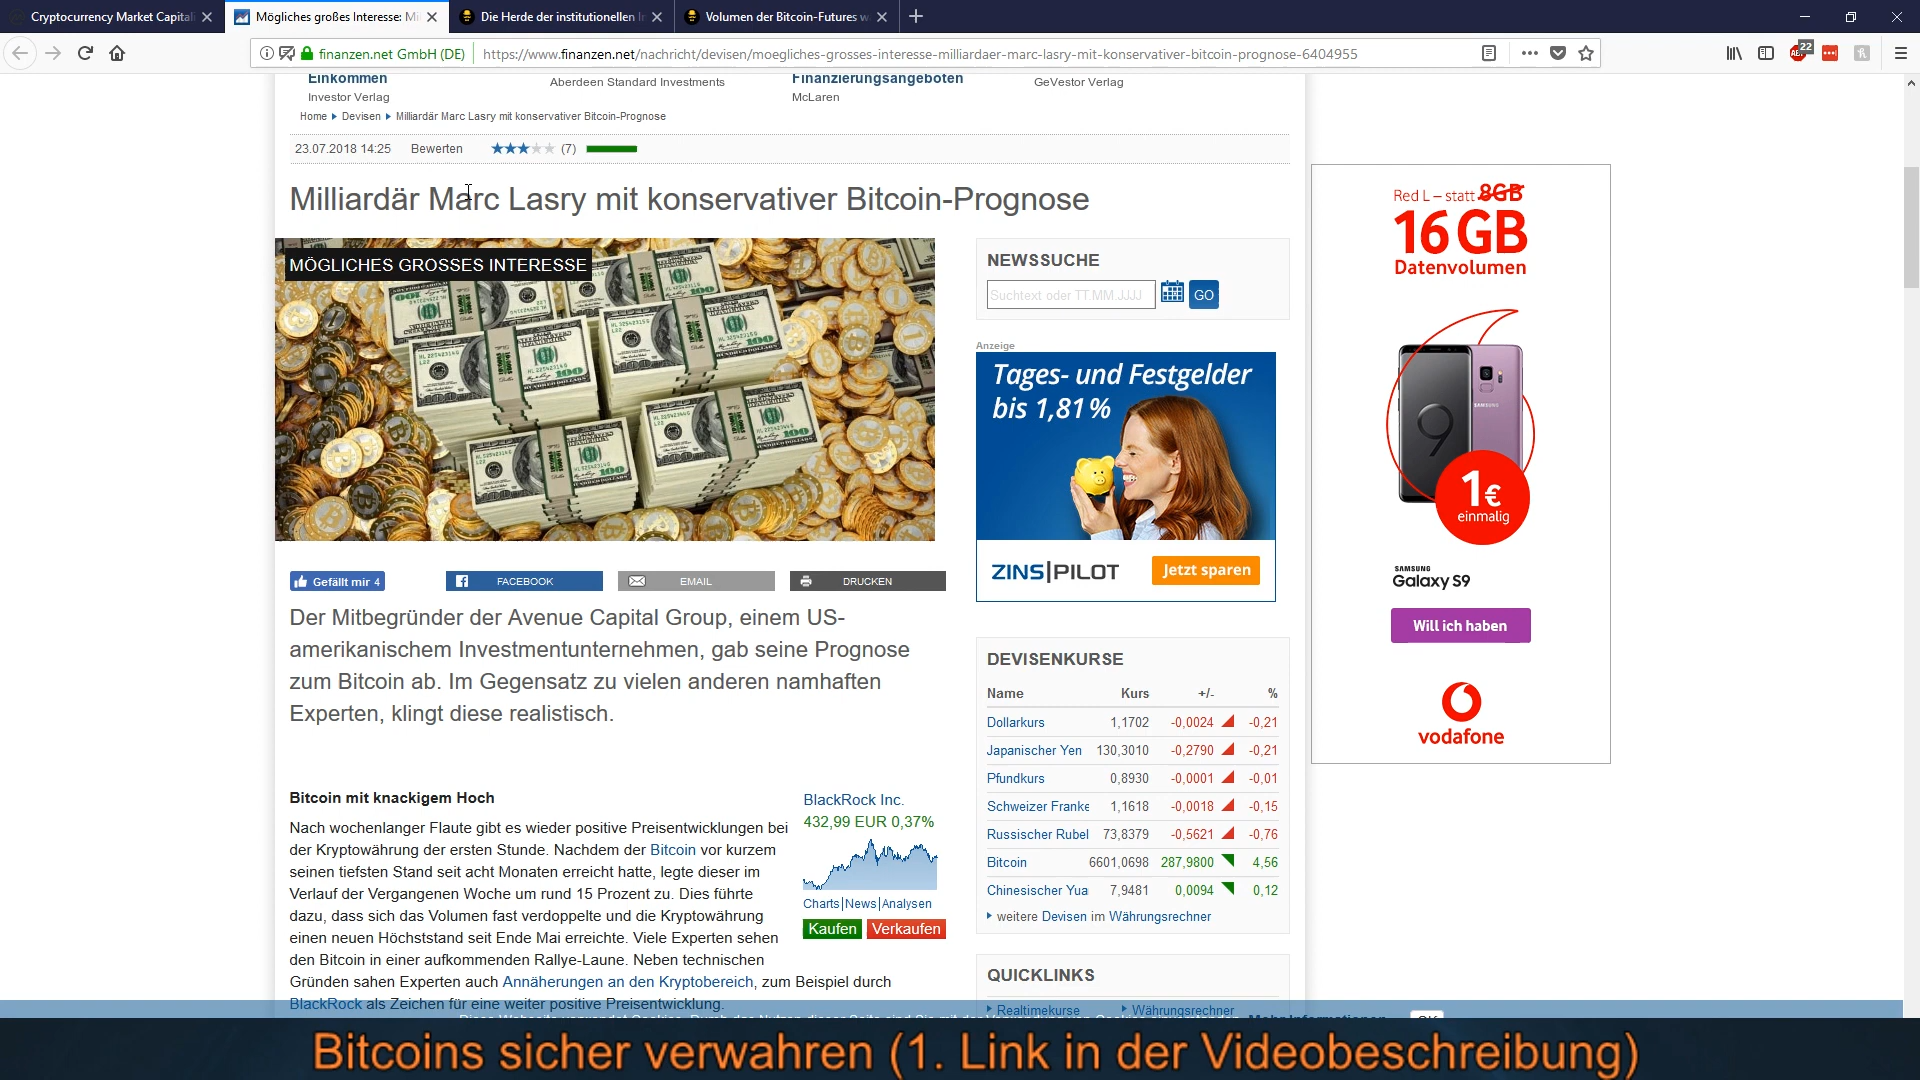 Cryptocurrency Market Capitali
Mögliches großes Interesse: Mi
Die Herde der institutionellen I
Volumen der Bitcoin-Futures w
finanzen.net GmbH (DE)
https://www.finanzen.net/nachricht/devisen/moegliches-grosses-interesse-milliardaer-marc-lasry-mit-konservativer-bitcoin-prognose-6404955
22
Einkommen
Investor Verlag
Aberdeen Standard Investments
Finanzierungsangeboten
McLaren
GeVestor Verlag
Home Devisen Milliardär Marc Lasry mit konservativer Bitcoin-Prognose
23.07.2018 14:25 Bewerten (7)
Milliardär Marc Lasry mit konservativer Bitcoin-Prognose
MÖGLICHES GROSSES INTERESSE
Gefällt mir 4
FACEBOOK
EMAIL
DRUCKEN
Der Mitbegründer der Avenue Capital Group, einem US-
amerikanischem Investmentunternehmen, gab seine Prognose
zum Bitcoin ab. Im Gegensatz zu vielen anderen namhaften
Experten, klingt diese realistisch.
Bitcoin mit knackigem Hoch
Nach wochenlanger Flaute gibt es wieder positive Preisentwicklungen bei
der Kryptowährung der ersten Stunde. Nachdem der Bitcoin vor kurzem
seinen tiefsten Stand seit acht Monaten erreicht hatte, legte dieser im
Verlauf der Vergangenen Woche um rund 15 Prozent zu. Dies führte
dazu, dass sich das Volumen fast verdoppelte und die Kryptowährung
einen neuen Höchststand seit Ende Mai erreichte. Viele Experten sehen
den Bitcoin in einer aufkommenden Rallye-Laune. Neben technischen
Gründen sahen Experten auch Annäherungen an den Kryptobereich, zum Beispiel durch
BlackRock als Zeichen für eine weiter positive Preisentwicklung.
BlackRock Inc.
432,99 EUR 0,37%
Charts|News|Analysen
Kaufen Verkaufen
NEWSSUCHE
Suchtext oder TT.MM.JJJJ
GO
Anzeige
Tages- und Festgelder
bis 1,81%
ZINS|PILOT
Jetzt sparen
DEVISENKURSE
Name Kurs +/- %
Dollarkurs 1,1702 -0,0024 -0,21
Japanischer Yen 130,3010 -0,2790 -0,21
Pfundkurs 0,8930 -0,0001 -0,01
Schweizer Franke 1,1618 -0,0018 -0,15
Russischer Rubel 73,8379 -0,5621 -0,76
Bitcoin 6601,0698 287,9800 4,56
Chinesischer Yua 7,9481 0,0094 0,12
weitere Devisen im Währungsrechner
QUICKLINKS
Realtimekurse Währungsrechner
Red L – statt 8GB
16 GB
Datenvolumen
SAMSUNG
9
1€
einmalig
SAMSUNG
Galaxy S9
Will ich haben
vodafone
Bitcoins sicher verwahren (1. Link in der Videobeschreibung)